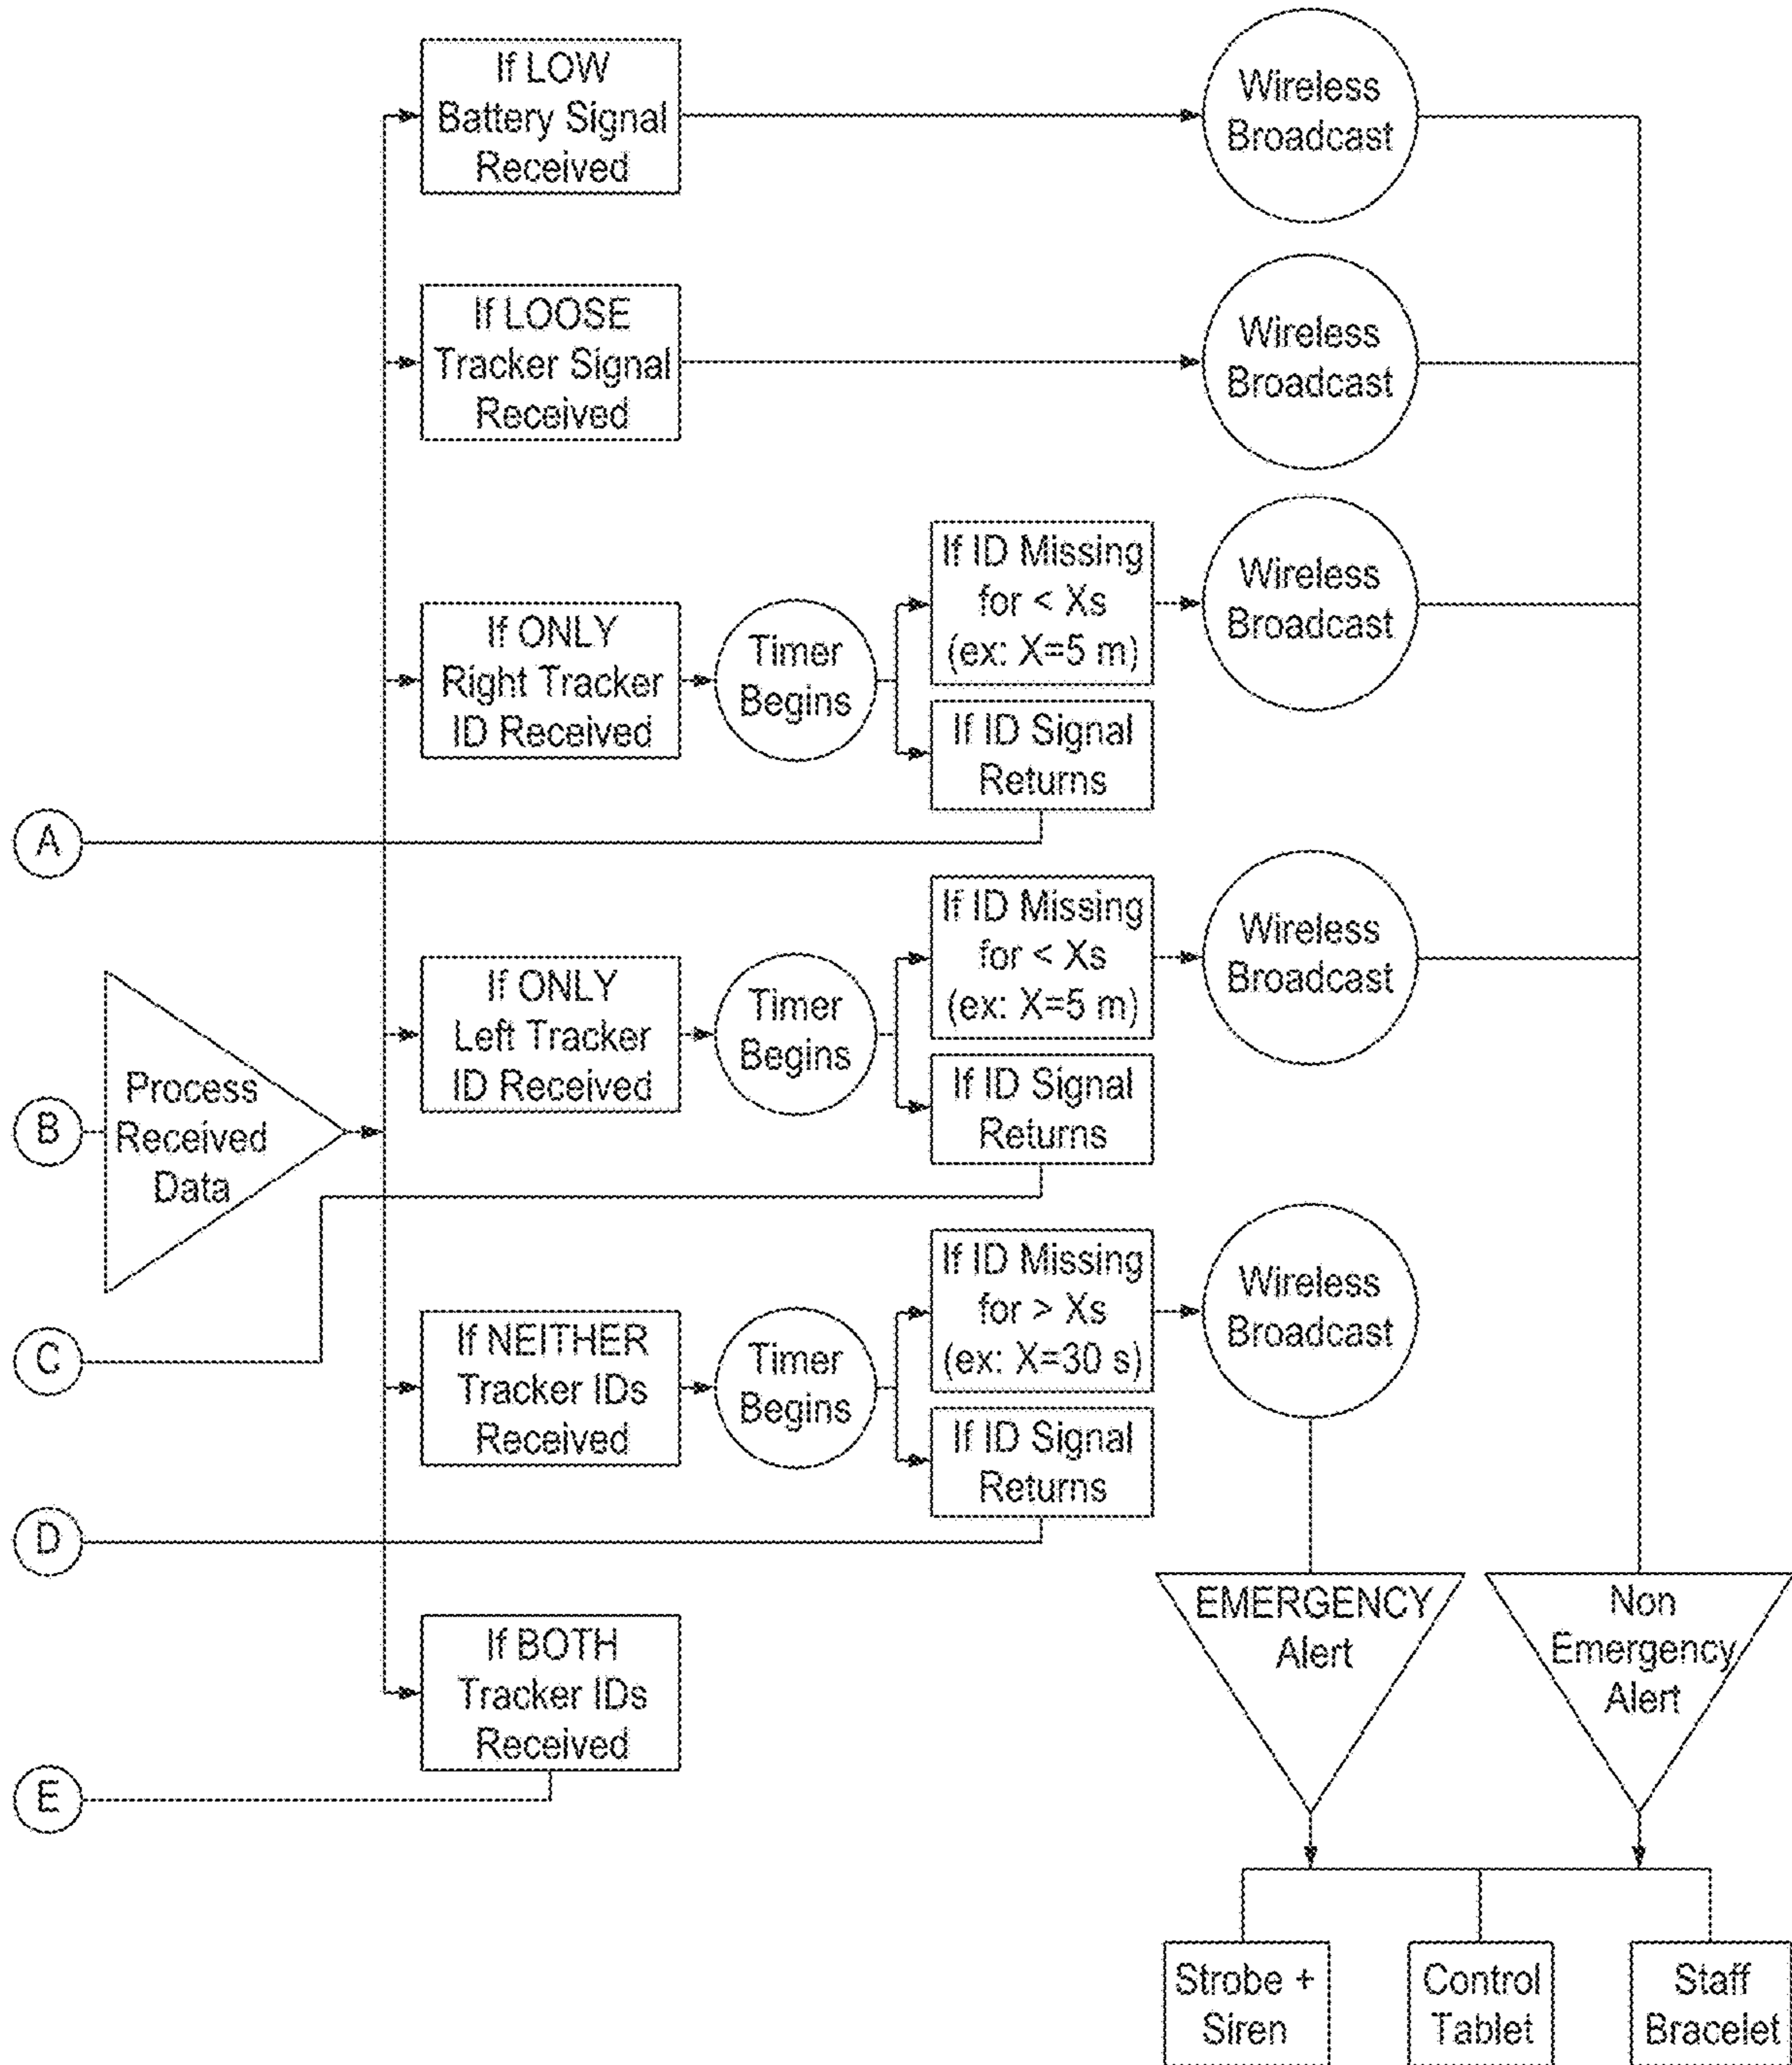 If LOW
Battery Signal
Received
Wireless
Broadcast
If LOOSE
Tracker Signal
Received
Wireless
Broadcast
If ONLY
Right Tracker
ID Received
Timer
Begins
If ID Missing
for < Xs
(ex: X=5 m)
Wireless
Broadcast
If ID Signal
Returns
A
If ONLY
Left Tracker
ID Received
Timer
Begins
If ID Missing
for < Xs
(ex: X=5 m)
Wireless
Broadcast
If ID Signal
Returns
B
Process
Received
Data
C
If NEITHER
Tracker IDs
Received
Timer
Begins
If ID Missing
for > Xs
(ex: X=30 s)
Wireless
Broadcast
If ID Signal
Returns
D
If BOTH
Tracker IDs
Received
E
EMERGENCY
Alert
Non
Emergency
Alert
Strobe +
Siren
Control
Tablet
Staff
Bracelet